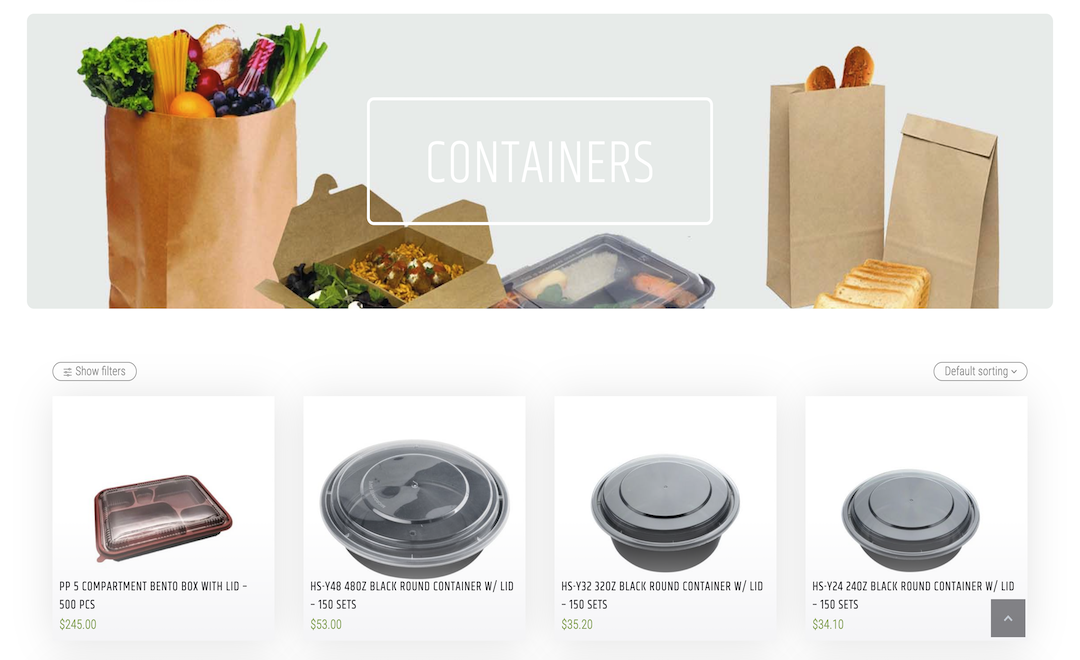 CONTAINERS
Show filters
Default sorting
PP 5 COMPARTMENT BENTO BOX WITH LID –
500 PCS
$245.00
HS-Y48 48OZ BLACK ROUND CONTAINER W/ LID
– 150 SETS
$53.00
HS-Y32 32OZ BLACK ROUND CONTAINER W/ LID
– 150 SETS
$35.20
HS-Y24 24OZ BLACK ROUND CONTAINER W/ LID
– 150 SETS
$34.10